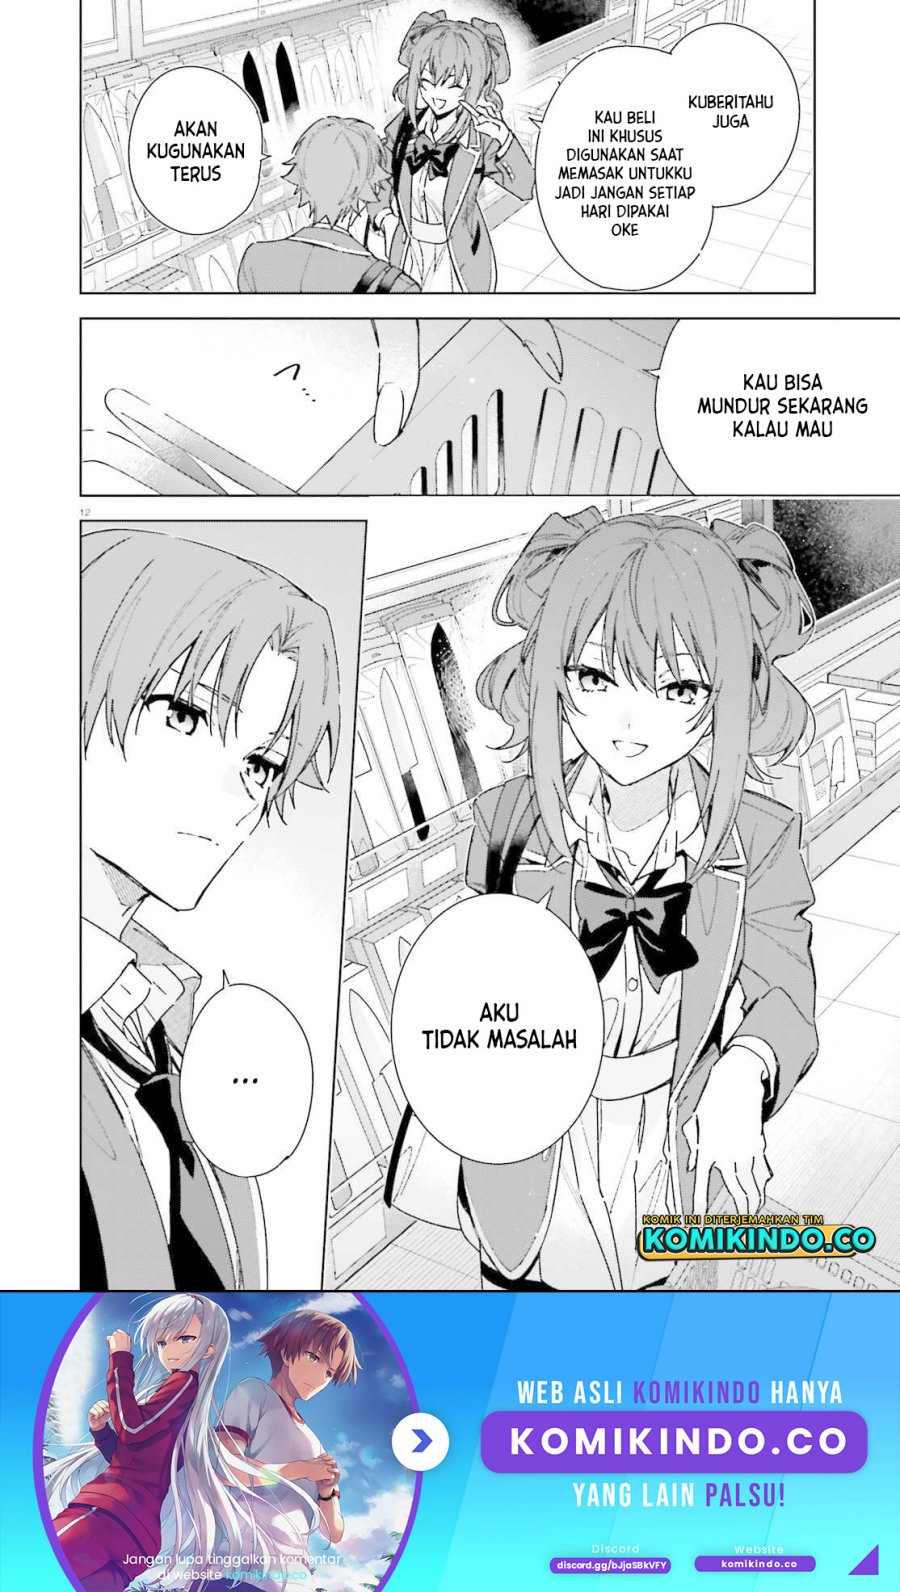 KUBERITAHU
JUGA
KAU BELI
INI KHUSUS
DIGUNAKAN SAAT
MEMASAK UNTUKKU
JADI JANGAN SETIAP
HARI DIPAKAI
OKE
AKAN
KUGUNAKAN
TERUS
KAU BISA
MUNDUR SEKARANG
KALAU MAU
12
AKU
TIDAK MASALAH
...
KOMIK INI DITERJEMAHKAN TIM
KOMIKINDO.CO
WEB ASLI KOMIKINDO HANYA
KOMIKINDO.CO
YANG LAIN PALSU!
Jangan lupa tinggalkan komentar
di website komikindo.co
Discord
discord.gg/bJjaSBkVFY
Website
komikindo.co